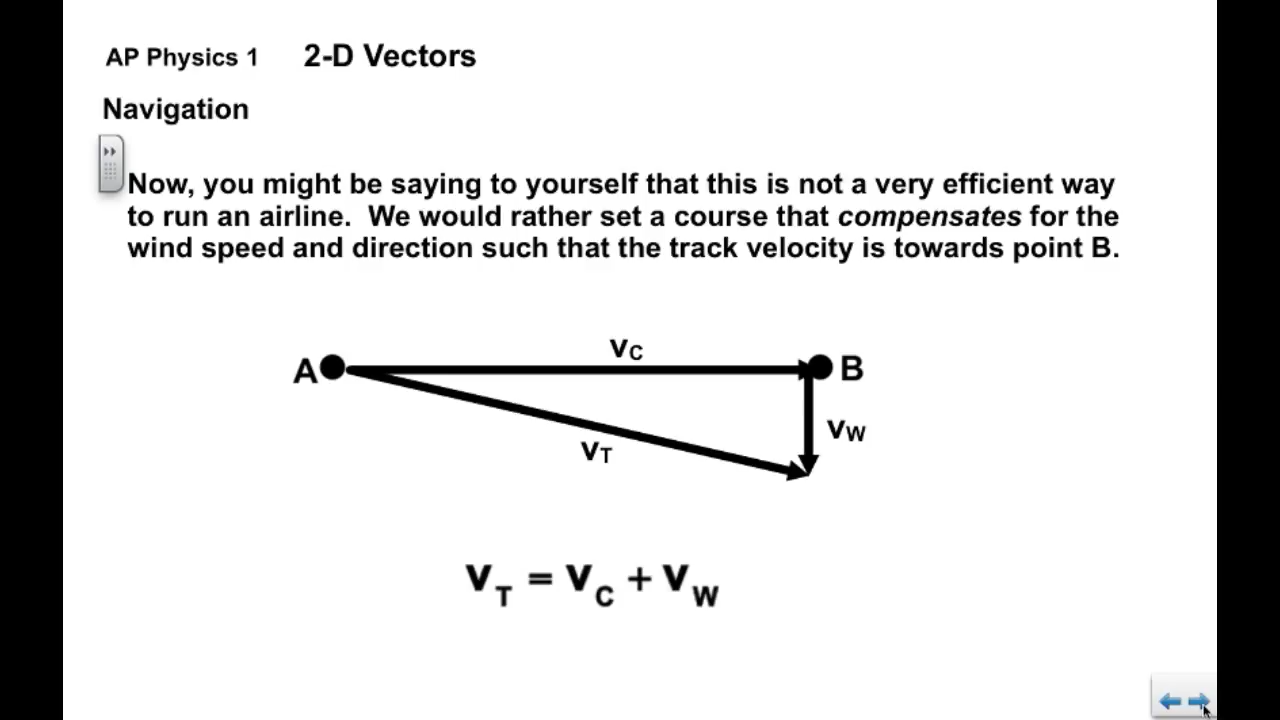 AP Physics 1 2-D Vectors
Navigation
Now, you might be saying to yourself that this is not a very efficient way
to run an airline. We would rather set a course that compensates for the
wind speed and direction such that the track velocity is towards point B.
vC
A B
vW
vT
vT = vC + vW